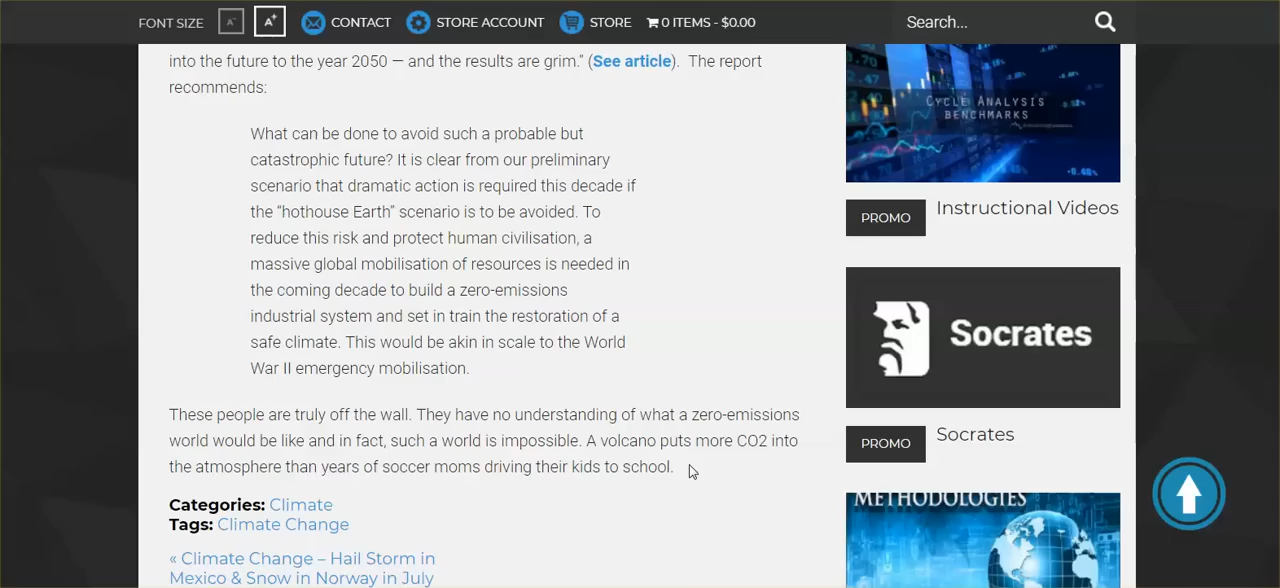 FONT SIZE A- A+ CONTACT STORE ACCOUNT STORE 0 ITEMS - $0.00 Search...
into the future to the year 2050 — and the results are grim.” (See article).  The report
recommends:
What can be done to avoid such a probable but
catastrophic future? It is clear from our preliminary
scenario that dramatic action is required this decade if
the “hothouse Earth” scenario is to be avoided. To
reduce this risk and protect human civilisation, a
massive global mobilisation of resources is needed in
the coming decade to build a zero-emissions
industrial system and set in train the restoration of a
safe climate. This would be akin in scale to the World
War II emergency mobilisation.
These people are truly off the wall. They have no understanding of what a zero-emissions
world would be like and in fact, such a world is impossible. A volcano puts more CO2 into
the atmosphere than years of soccer moms driving their kids to school.
Categories: Climate
Tags: Climate Change
« Climate Change – Hail Storm in
Mexico & Snow in Norway in July
CYCLE ANALYSIS
BENCHMARKS
PROMO Instructional Videos
Socrates
PROMO Socrates
METHODOLOGIES